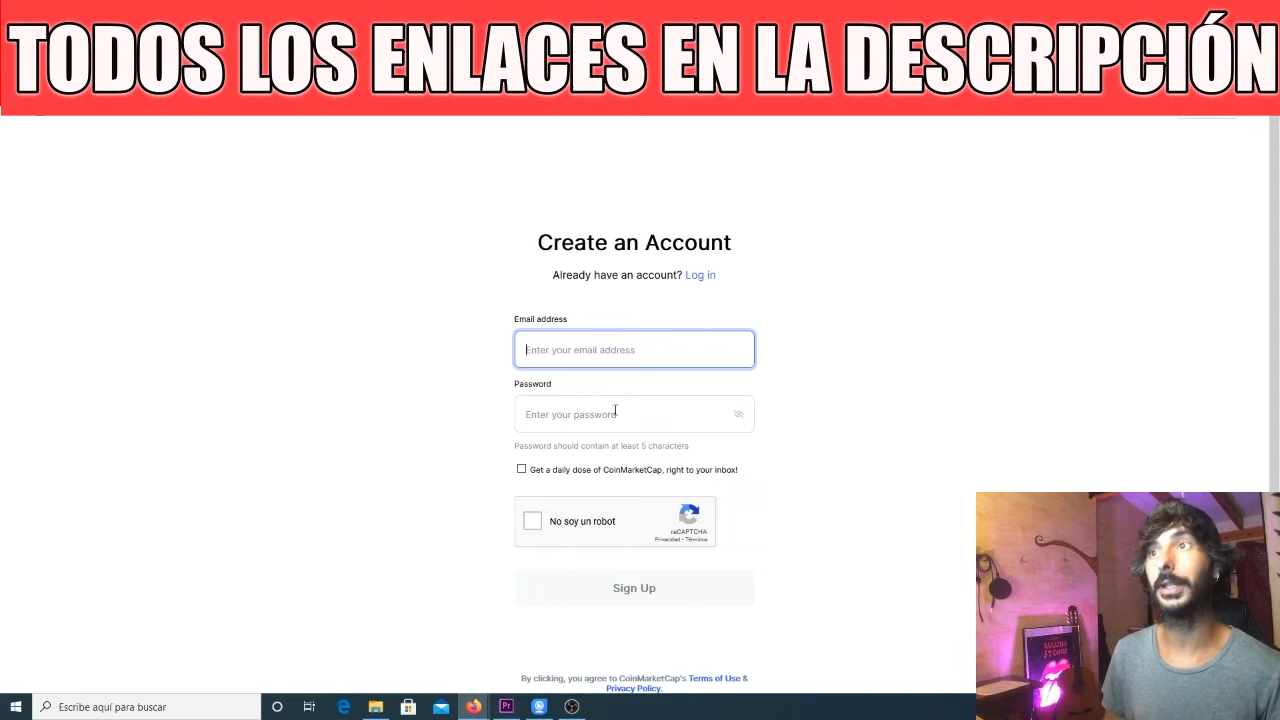 TODOS LOS ENLACES EN LA DESCRIPCIÓN
Create an Account
Already have an account? Log in
Email address
Enter your email address
Password
Enter your password
Password should contain at least 5 characters
Get a daily dose of CoinMarketCap, right to your inbox!
No soy un robot
reCAPTCHA
Privacidad - Términos
Sign Up
By clicking, you agree to CoinMarketCap's Terms of Use &
Privacy Policy.
Escribe aquí para buscar
Pr